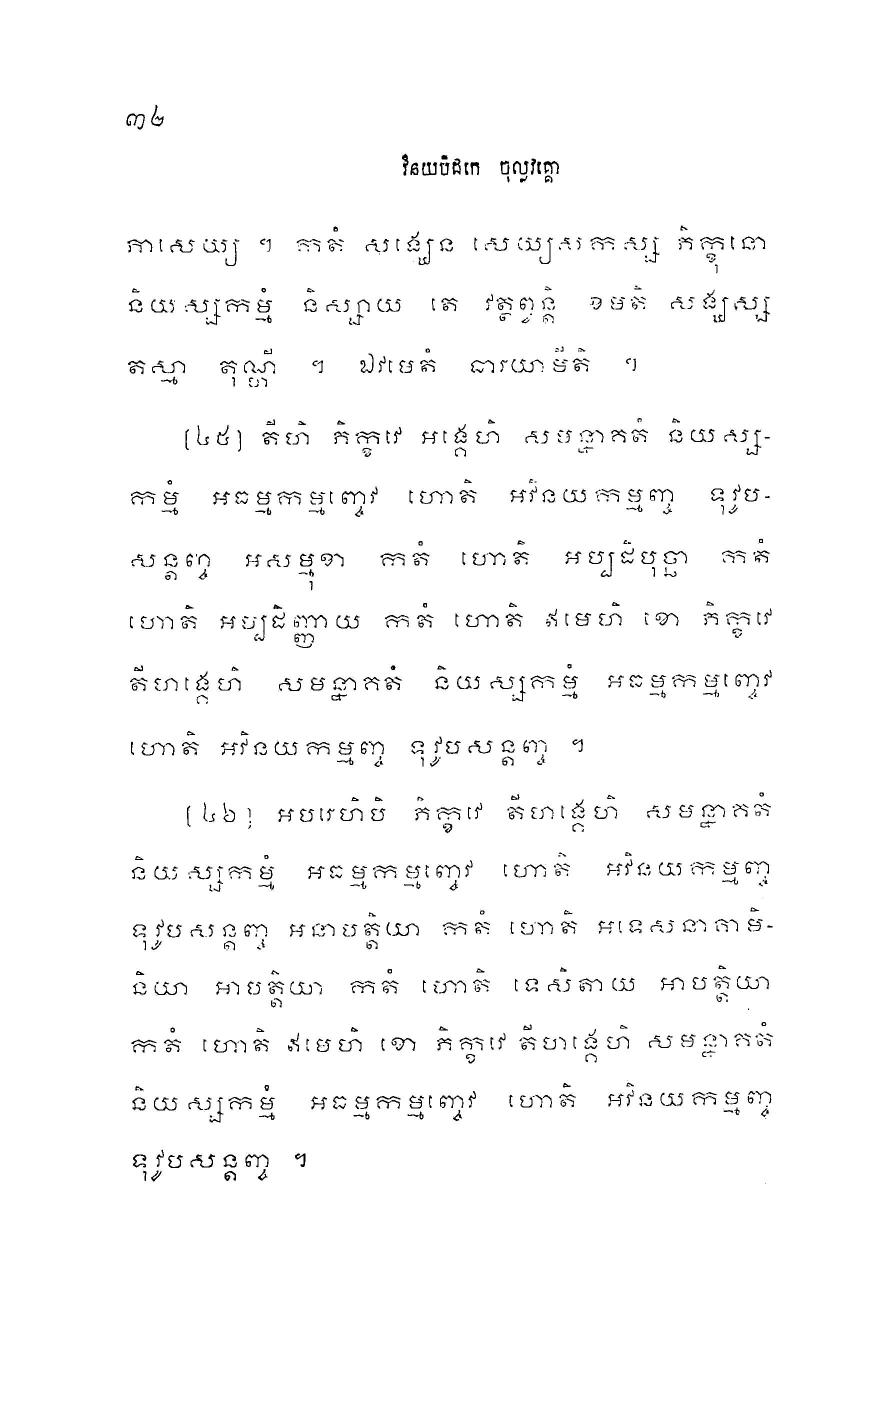 ៣៤
វិនយបិដកេ ចុល្លវគ្គោ
ភាសេយ្យ ។ កតំ សង្ឃេន សេយ្យសកស្ស ភិក្ខុនោ
និយស្សកម្មំ និស្សាយ តេ វត្ថព្វន្តិ ខមតិ សង្ឃស្ស
តស្មា តុណ្ហី ។ ឯវមេតំ ធារយាមីតិ ។
(៤៥) តីហិ ភិក្ខវេ អង្គេហិ សមន្នាគតំ និយស្ស-
កម្មំ អធម្មកម្មញ្ចេវ ហោតិ អវិនយកម្មញ្ច ទុវូប-
សន្តញ្ច អសម្មុខា កតំ ហោតិ អប្បដិបុច្ឆា កតំ
ហោតិ អប្បដិញ្ញាយ កតំ ហោតិ ឥមេហិ ខោ ភិក្ខវេ
តីហង្គេហិ សមន្នាគតំ និយស្សកម្មំ អធម្មកម្មញ្ចេវ
ហោតិ អវិនយកម្មញ្ច ទុវូបសន្តញ្ច ។
(៤៦) អបរេហិបិ ភិក្ខវេ តីហង្គេហិ សមន្នាគតំ
និយស្សកម្មំ អធម្មកម្មញ្ចេវ ហោតិ អវិនយកម្មញ្ច
ទុវូបសន្តញ្ច អនាបត្តិយា កតំ ហោតិ អទេសនាគាមិ-
និយា អាបត្តិយា កតំ ហោតិ ទេសិតាយ អាបត្តិយា
កតំ ហោតិ ឥមេហិ ខោ ភិក្ខវេ តីហង្គេហិ សមន្នាគតំ
និយស្សកម្មំ អធម្មកម្មញ្ចេវ ហោតិ អវិនយកម្មញ្ច
ទុវូបសន្តញ្ច ។